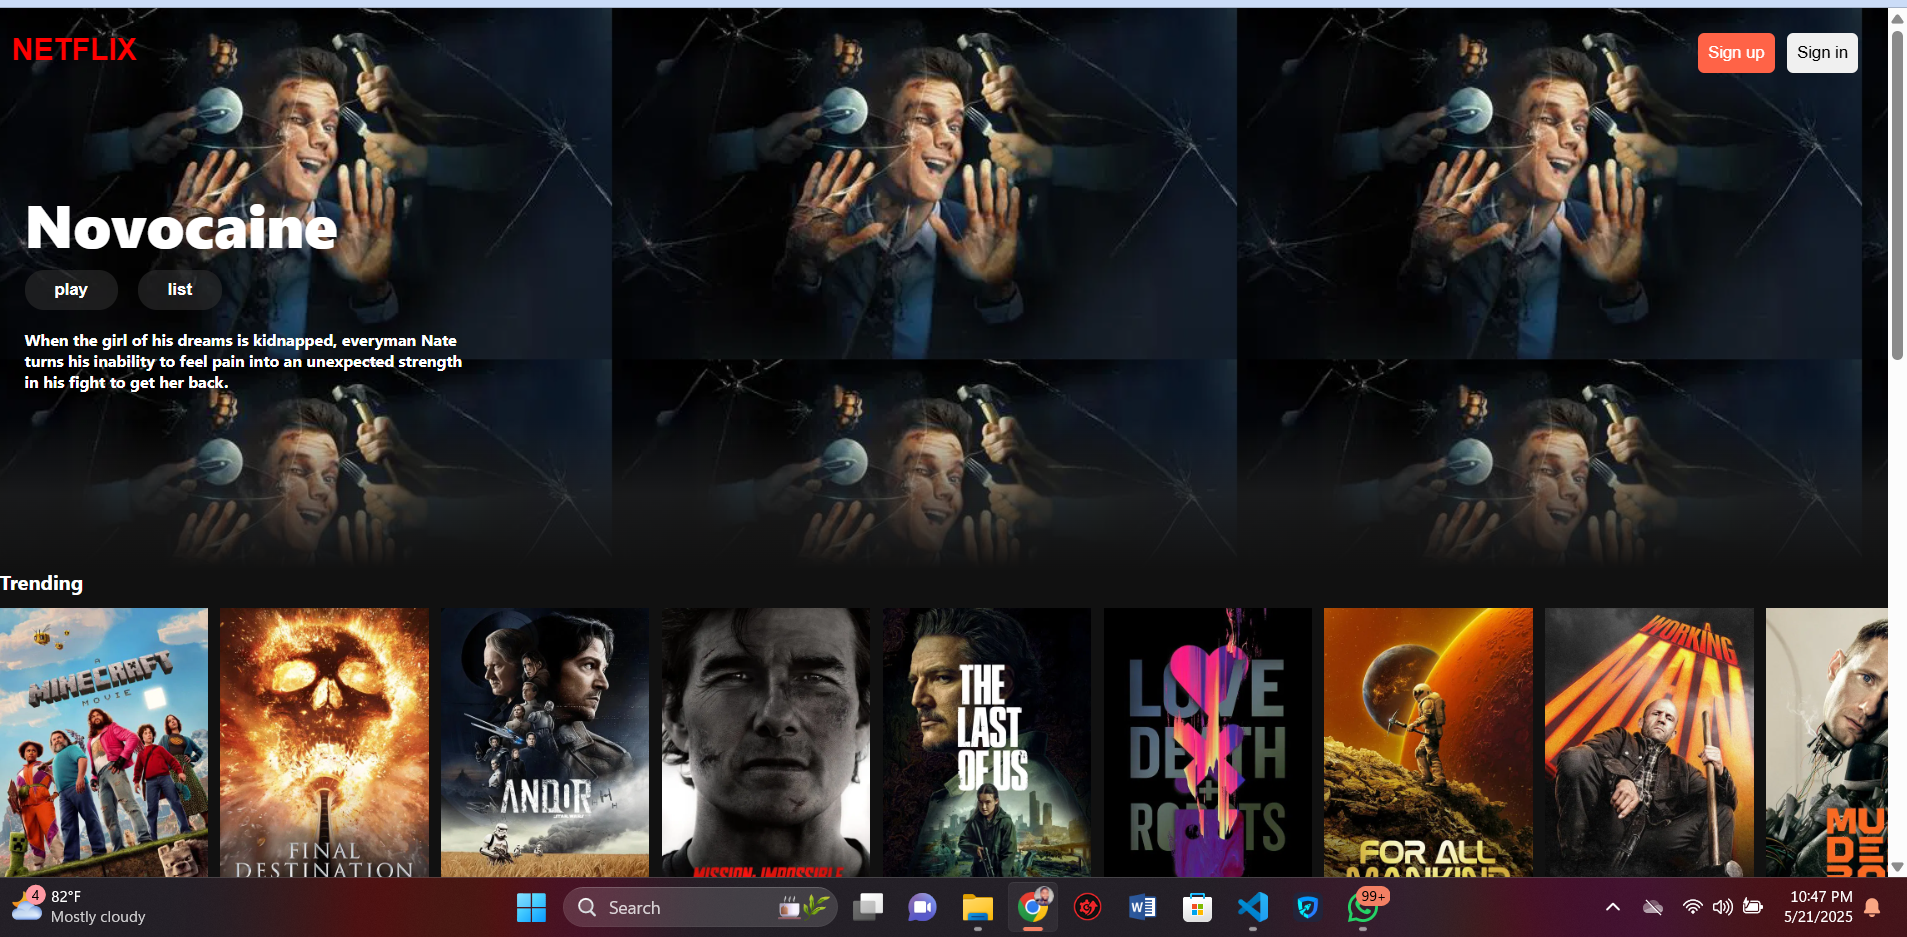 NETFLIX
Sign up
Sign in
Novocaine
play
list
When the girl of his dreams is kidnapped, everyman Nate
turns his inability to feel pain into an unexpected strength
in his fight to get her back.
Trending
A
MINECRAFT
MOVIE
FINAL
DESTINATION
ANDOR
STAR WARS
MISSION: IMPOSSIBLE
THE
LAST
OF US
LOVE
DEATH
+
ROBOTS
FOR ALL
MANKIND
A
WORKING
MAN
MU
DE
BO
4
82°F
Mostly cloudy
Search
W
99+
10:47 PM
5/21/2025